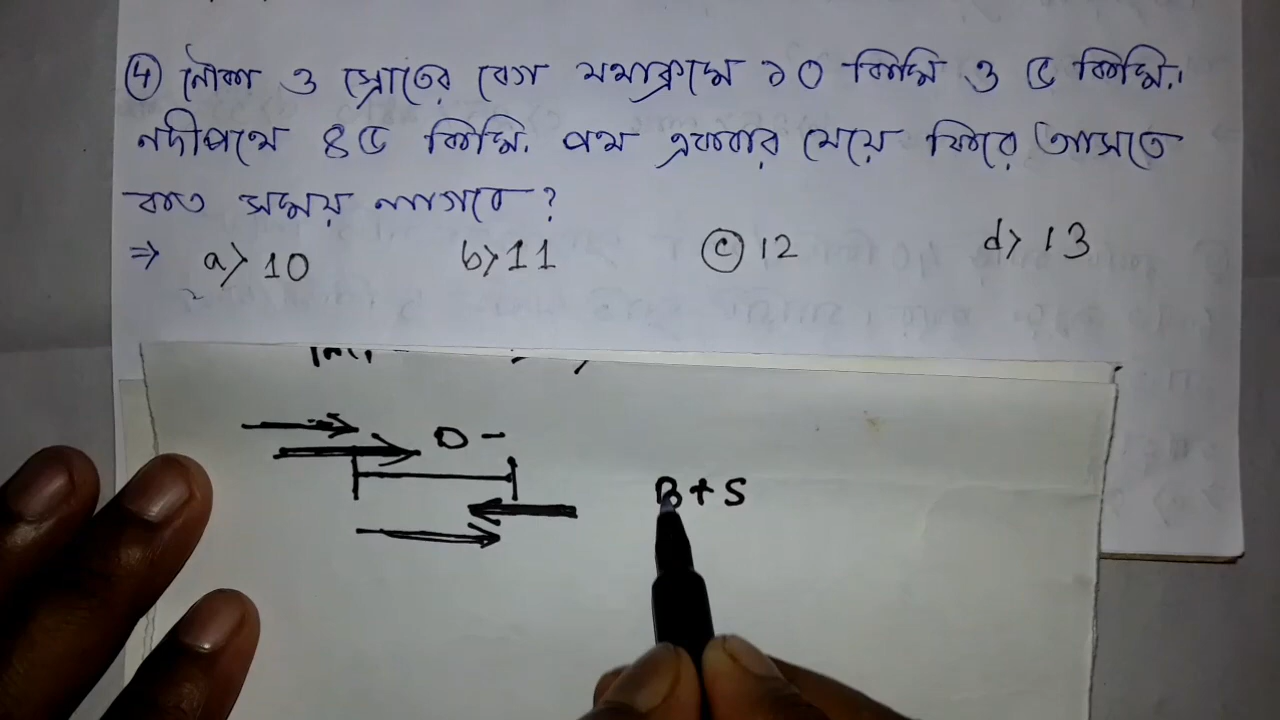 ④ নৌকা ও স্রোতের বেগ যথাক্রমে ১০ কিমি ও ৫ কিমি।
নদীপথে ৪৫ কিমি. পথ একবার যেয়ে ফিরে আসতে
কত সময় লাগবে?
⇒ a> 10 b> 11 ⓒ 12 d> 13
D -
B + S